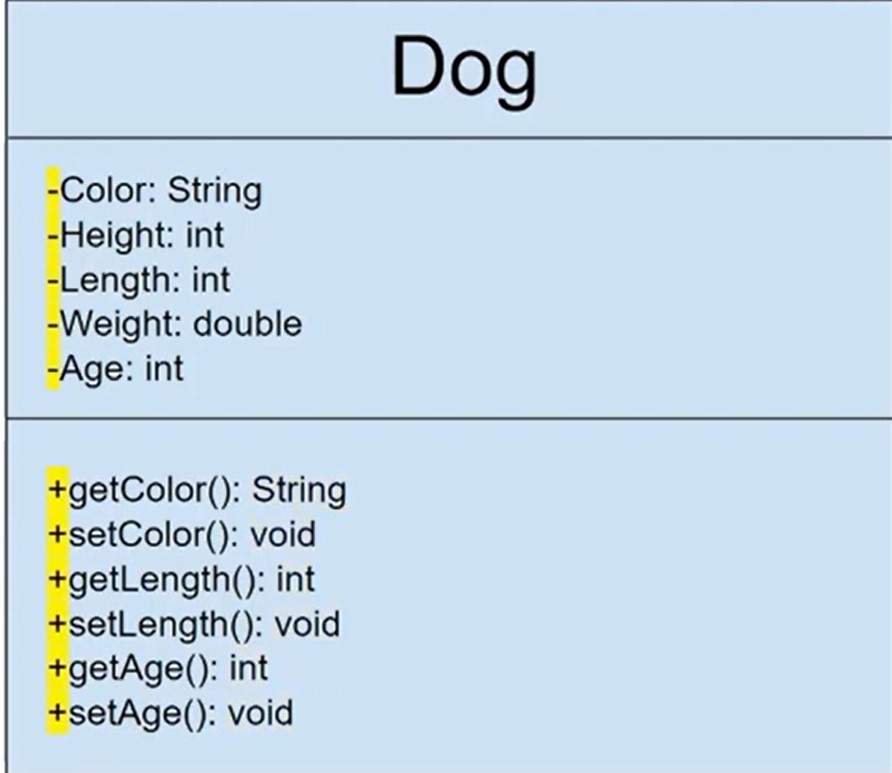 Dog
-Color: String
-Height: int
-Length: int
-Weight: double
-Age: int
+getColor(): String
+setColor(): void
+getLength(): int
+setLength(): void
+getAge(): int
+setAge(): void